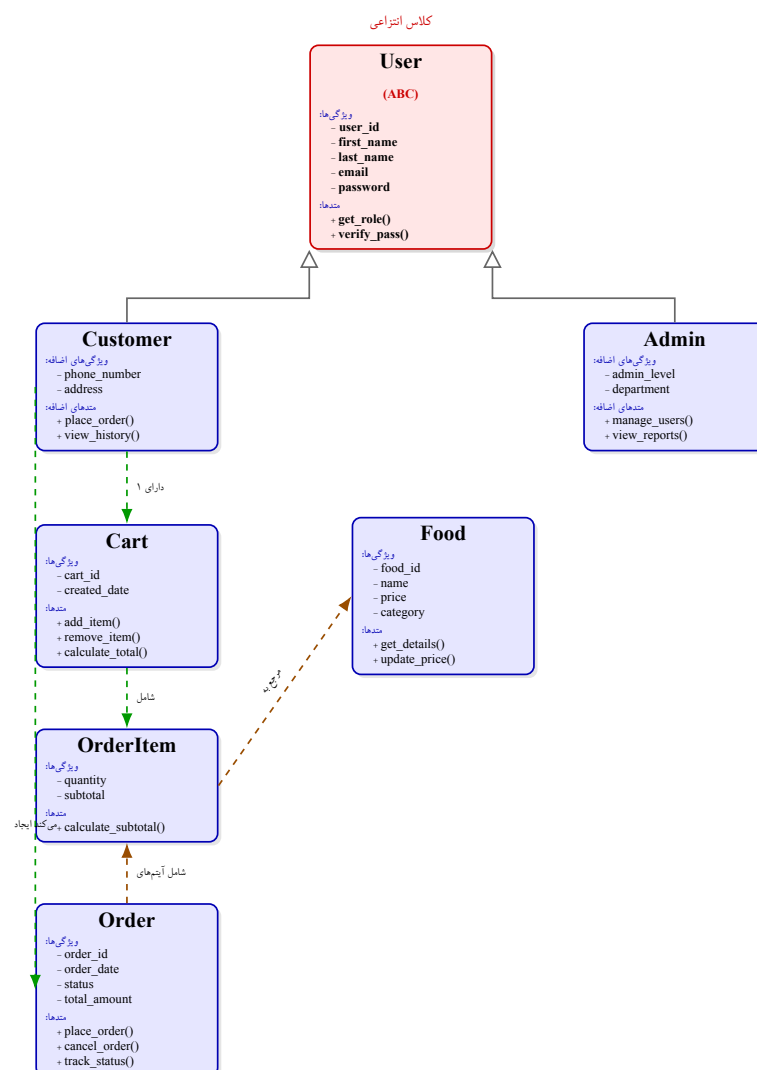 کلاس انتزاعی
User
(ABC)
ویژگی‌ها:
– user_id
– first_name
– last_name
– email
– password
متدها:
+ get_role()
+ verify_pass()
Customer
ویژگی‌های اضافه:
– phone_number
– address
متدهای اضافه:
+ place_order()
+ view_history()
Admin
ویژگی‌های اضافه:
– admin_level
– department
متدهای اضافه:
+ manage_users()
+ view_reports()
دارای ۱
Cart
ویژگی‌ها:
– cart_id
– created_date
متدها:
+ add_item()
+ remove_item()
+ calculate_total()
Food
ویژگی‌ها:
– food_id
– name
– price
– category
متدها:
+ get_details()
+ update_price()
مرجع به
شامل
OrderItem
ویژگی‌ها:
– quantity
– subtotal
متدها:
+ calculate_subtotal()
می‌کند ایجاد
شامل آیتم‌های
Order
ویژگی‌ها:
– order_id
– order_date
– status
– total_amount
متدها:
+ place_order()
+ cancel_order()
+ track_status()